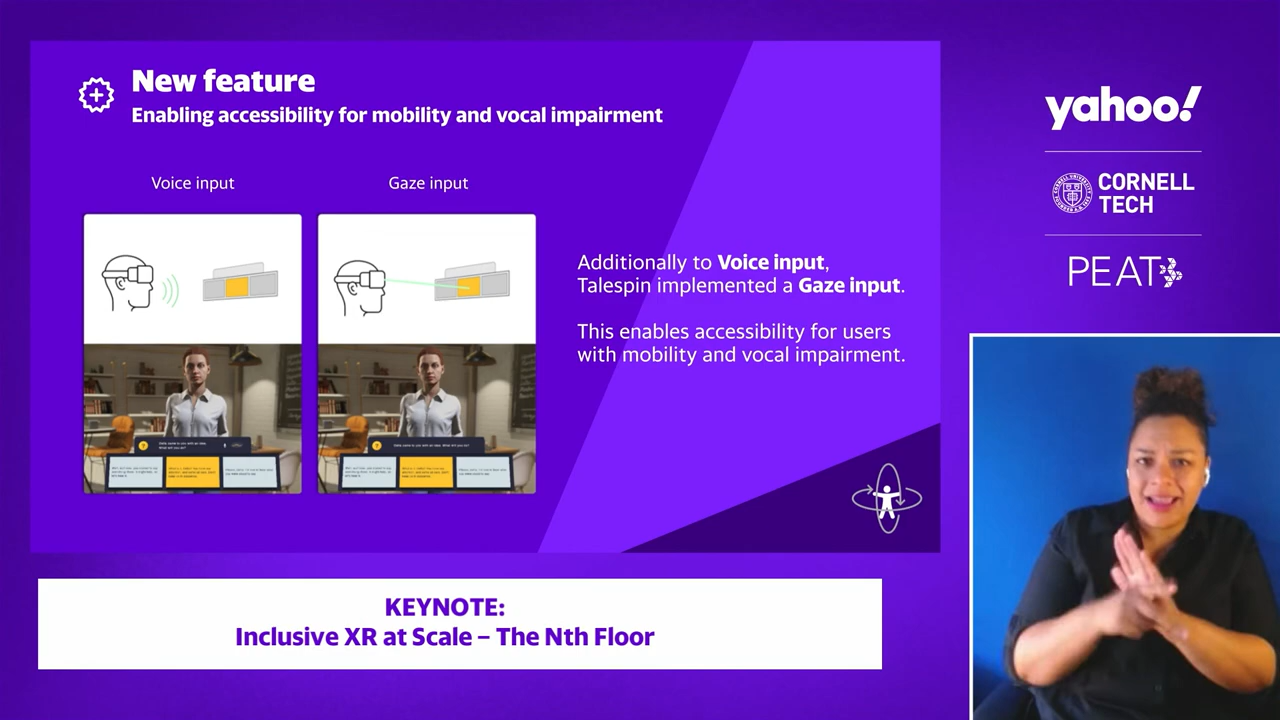 New feature
Enabling accessibility for mobility and vocal impairment
Voice input
Gaze input
Additionally to Voice input,
Talespin implemented a Gaze input.
This enables accessibility for users
with mobility and vocal impairment.
KEYNOTE:
Inclusive XR at Scale – The Nth Floor
yahoo!
CORNELL
TECH
PEAT